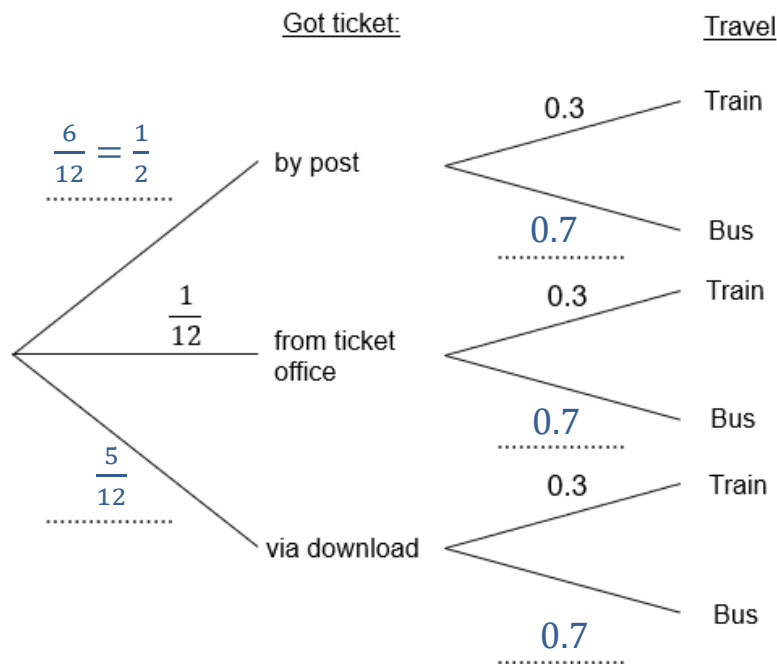 Got ticket:
Travel
0.3
Train
6/12 = 1/2
by post
0.7
Bus
0.3
Train
1/12
from ticket
office
0.7
Bus
5/12
0.3
Train
via download
Bus
0.7